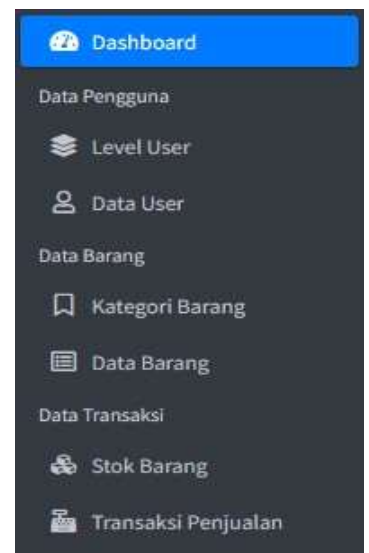 Dashboard
Data Pengguna
Level User
Data User
Data Barang
Kategori Barang
Data Barang
Data Transaksi
Stok Barang
Transaksi Penjualan